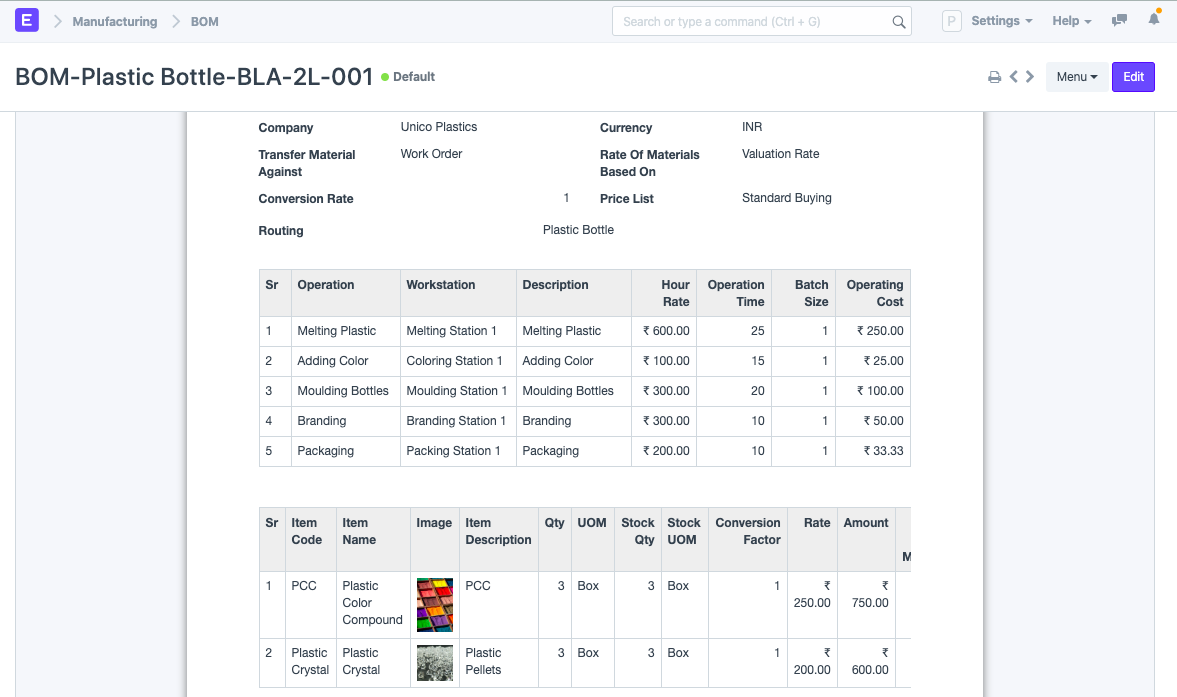 E Manufacturing BOM Search or type a command (Ctrl + G) P Settings Help
BOM-Plastic Bottle-BLA-2L-001 Default Menu Edit
Company Unico Plastics Currency INR
Transfer Material Against Work Order Rate Of Materials Based On Valuation Rate
Conversion Rate 1 Price List Standard Buying
Routing Plastic Bottle
Sr Operation Workstation Description Hour Rate Operation Time Batch Size Operating Cost
1 Melting Plastic Melting Station 1 Melting Plastic ₹ 600.00 25 1 ₹ 250.00
2 Adding Color Coloring Station 1 Adding Color ₹ 100.00 15 1 ₹ 25.00
3 Moulding Bottles Moulding Station 1 Moulding Bottles ₹ 300.00 20 1 ₹ 100.00
4 Branding Branding Station 1 Branding ₹ 300.00 10 1 ₹ 50.00
5 Packaging Packing Station 1 Packaging ₹ 200.00 10 1 ₹ 33.33
Sr Item Code Item Name Image Item Description Qty UOM Stock Qty Stock UOM Conversion Factor Rate Amount M
1 PCC Plastic Color Compound PCC 3 Box 3 Box 1 ₹ 250.00 ₹ 750.00
2 Plastic Crystal Plastic Crystal Plastic Pellets 3 Box 3 Box 1 ₹ 200.00 ₹ 600.00